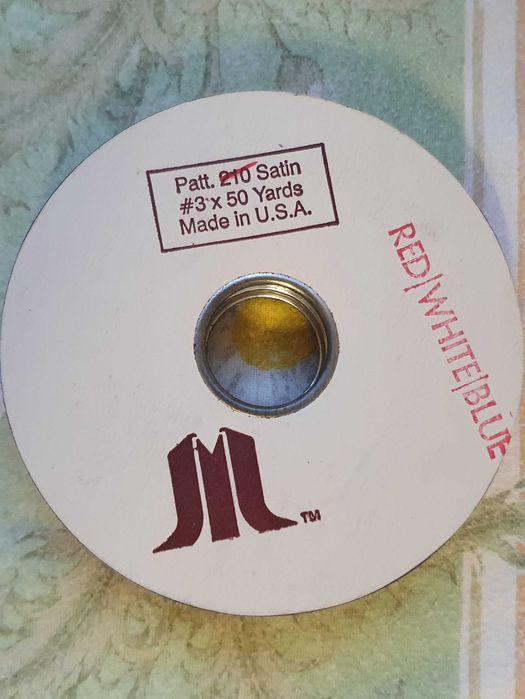 Patt. 210 Satin
#3 x 50 Yards
Made in U.S.A.
RED|WHITE|BLUE
TM